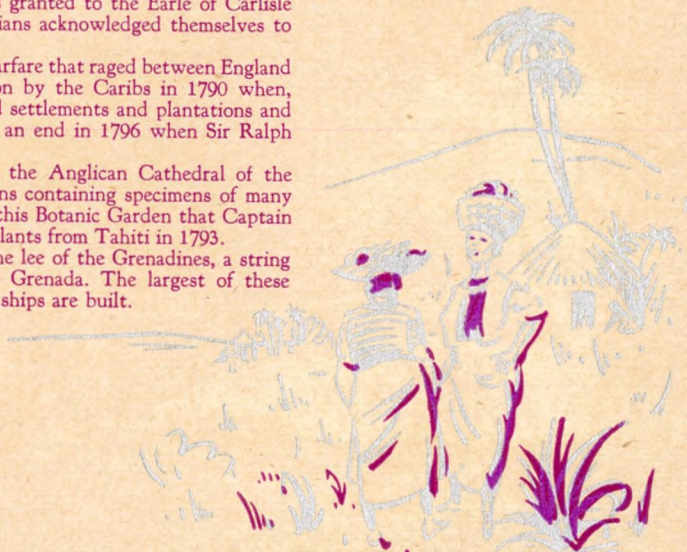 granted to the Earle of Carlisle
ians acknowledged themselves to
arfare that raged between England
on by the Caribs in 1790 when,
settlements and plantations and
an end in 1796 when Sir Ralph
the Anglican Cathedral of the
ns containing specimens of many
this Botanic Garden that Captain
lants from Tahiti in 1793.
he lee of the Grenadines, a string
Grenada. The largest of these
ships are built.